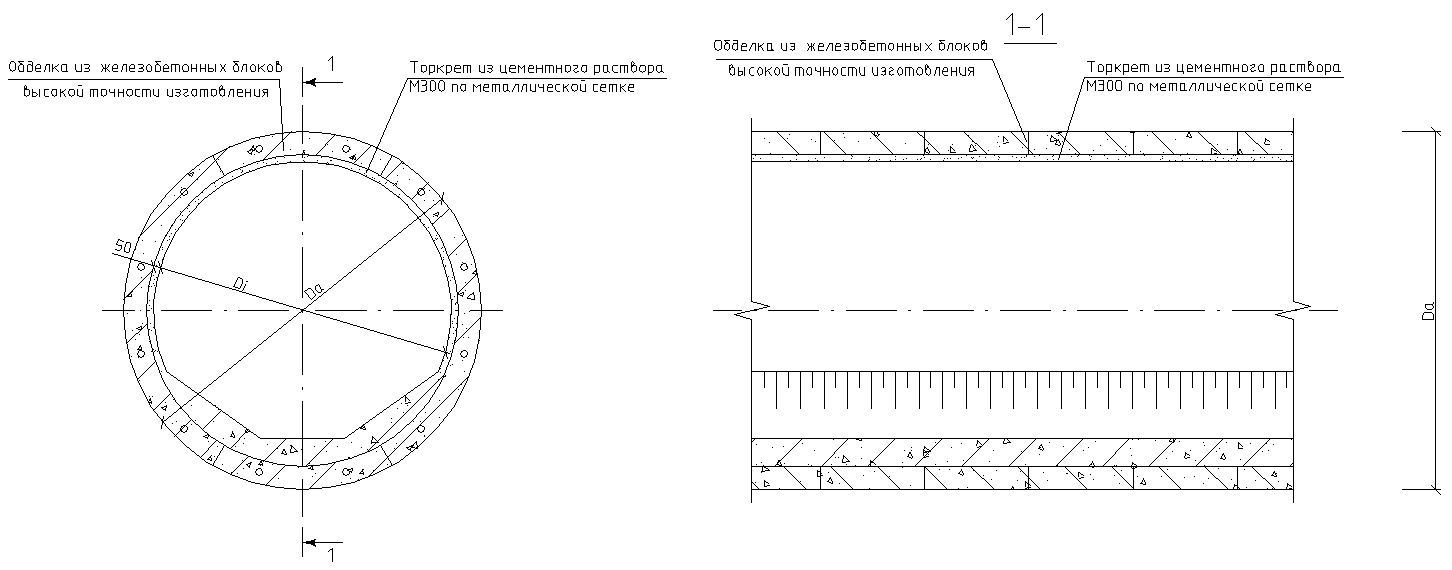 Обделка из железобетонных блоков
высокой точности изготовления
1
Торкрет из цементного раствора
М300 по металлической сетке
50
Di
Da
1
1-1
Обделка из железобетонных блоков
высокой точности изготовления
Торкрет из цементного раствора
М300 по металлической сетке
Da